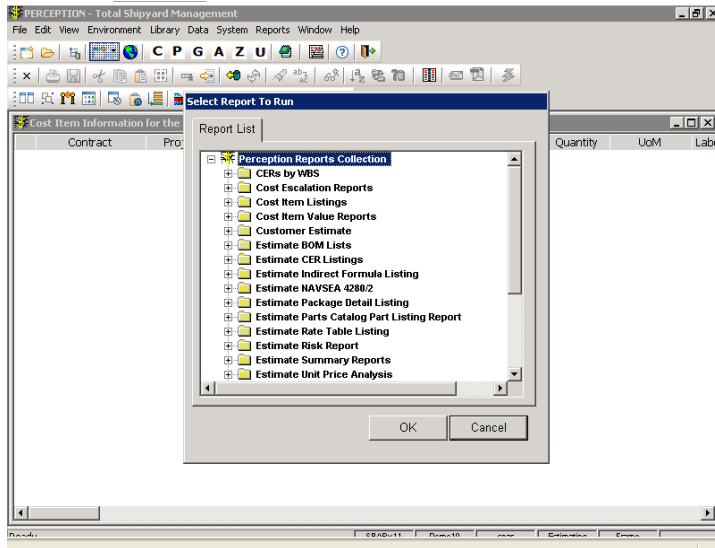 PERCEPTION - Total Shipyard Management
File Edit View Environment Library Data System Reports Window Help
C P G A Z U
Select Report To Run
Cost Item Information for the
Report List
Contract
Quantity UoM
Perception Reports Collection
CERs by WBS
Cost Escalation Reports
Cost Item Listings
Cost Item Value Reports
Customer Estimate
Estimate BOM Lists
Estimate CER Listings
Estimate Indirect Formula Listing
Estimate NAVSEA 4280/2
Estimate Package Detail Listing
Estimate Parts Catalog Part Listing Report
Estimate Rate Table Listing
Estimate Risk Report
Estimate Summary Reports
Estimate Unit Price Analysis
OK Cancel